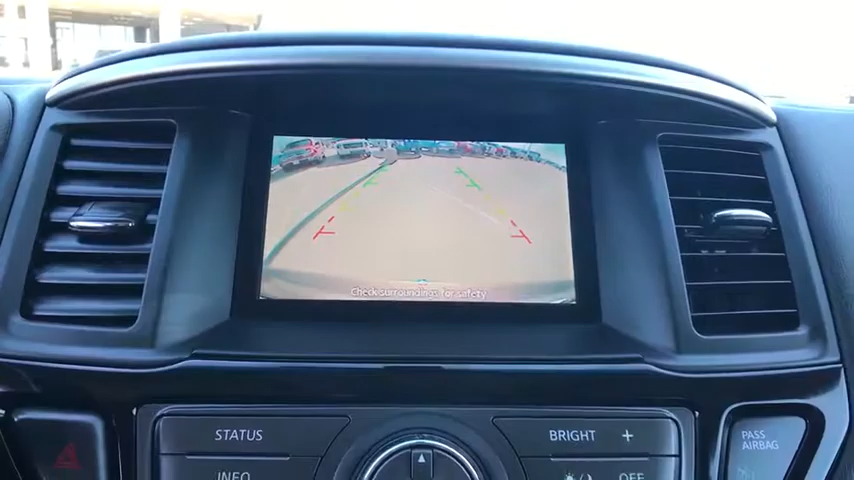 Check surroundings for safety
STATUS
BRIGHT +
PASS
AIRBAG
INFO
OFF